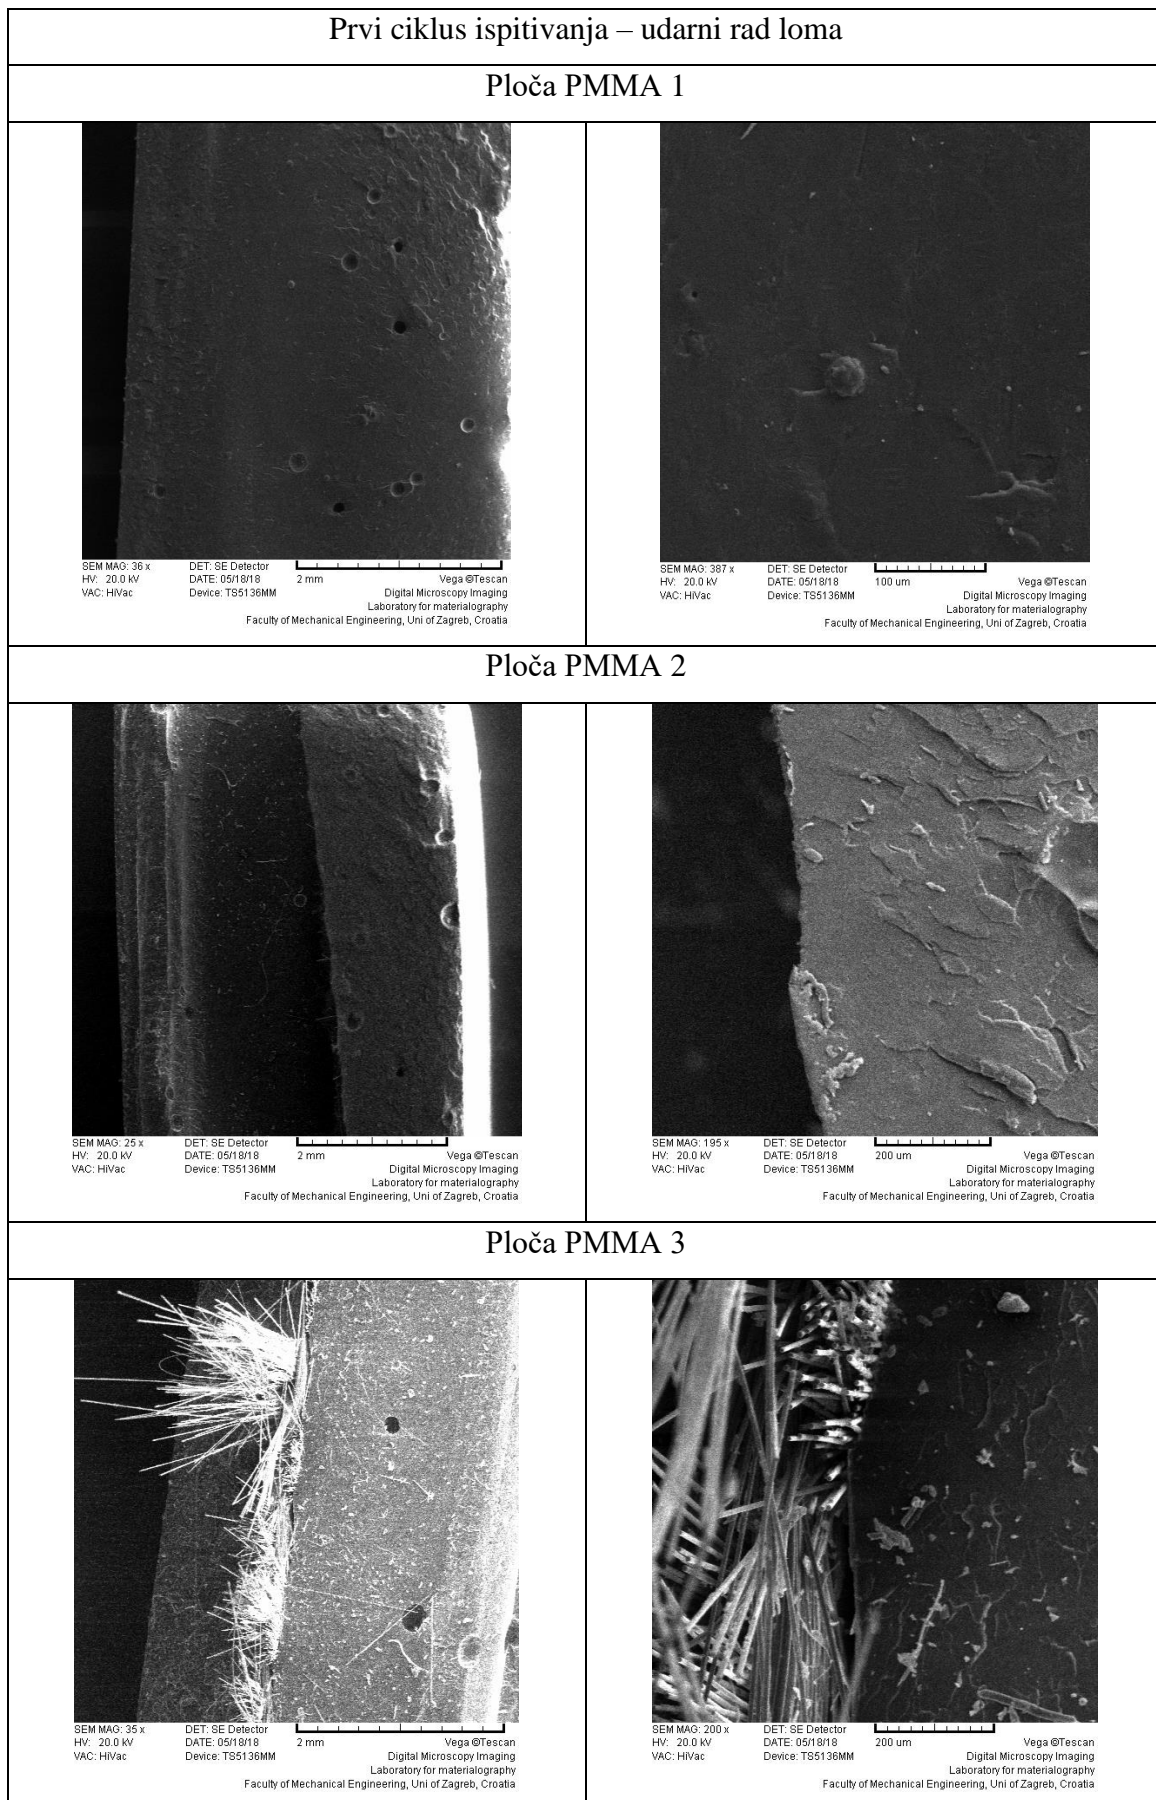 Prvi ciklus ispitivanja – udarni rad loma
Ploča PMMA 1
SEM MAG: 36 x DET: SE Detector
HV: 20.0 kV DATE: 05/18/18 2 mm Vega ©Tescan
VAC: HiVac Device: TS5136MM Digital Microscopy Imaging
Laboratory for materialography
Faculty of Mechanical Engineering, Uni of Zagreb, Croatia
SEM MAG: 387 x DET: SE Detector
HV: 20.0 kV DATE: 05/18/18 100 um Vega ©Tescan
VAC: HiVac Device: TS5136MM Digital Microscopy Imaging
Laboratory for materialography
Faculty of Mechanical Engineering, Uni of Zagreb, Croatia
Ploča PMMA 2
SEM MAG: 25 x DET: SE Detector
HV: 20.0 kV DATE: 05/18/18 2 mm Vega ©Tescan
VAC: HiVac Device: TS5136MM Digital Microscopy Imaging
Laboratory for materialography
Faculty of Mechanical Engineering, Uni of Zagreb, Croatia
SEM MAG: 195 x DET: SE Detector
HV: 20.0 kV DATE: 05/18/18 200 um Vega ©Tescan
VAC: HiVac Device: TS5136MM Digital Microscopy Imaging
Laboratory for materialography
Faculty of Mechanical Engineering, Uni of Zagreb, Croatia
Ploča PMMA 3
SEM MAG: 35 x DET: SE Detector
HV: 20.0 kV DATE: 05/18/18 2 mm Vega ©Tescan
VAC: HiVac Device: TS5136MM Digital Microscopy Imaging
Laboratory for materialography
Faculty of Mechanical Engineering, Uni of Zagreb, Croatia
SEM MAG: 200 x DET: SE Detector
HV: 20.0 kV DATE: 05/18/18 200 um Vega ©Tescan
VAC: HiVac Device: TS5136MM Digital Microscopy Imaging
Laboratory for materialography
Faculty of Mechanical Engineering, Uni of Zagreb, Croatia